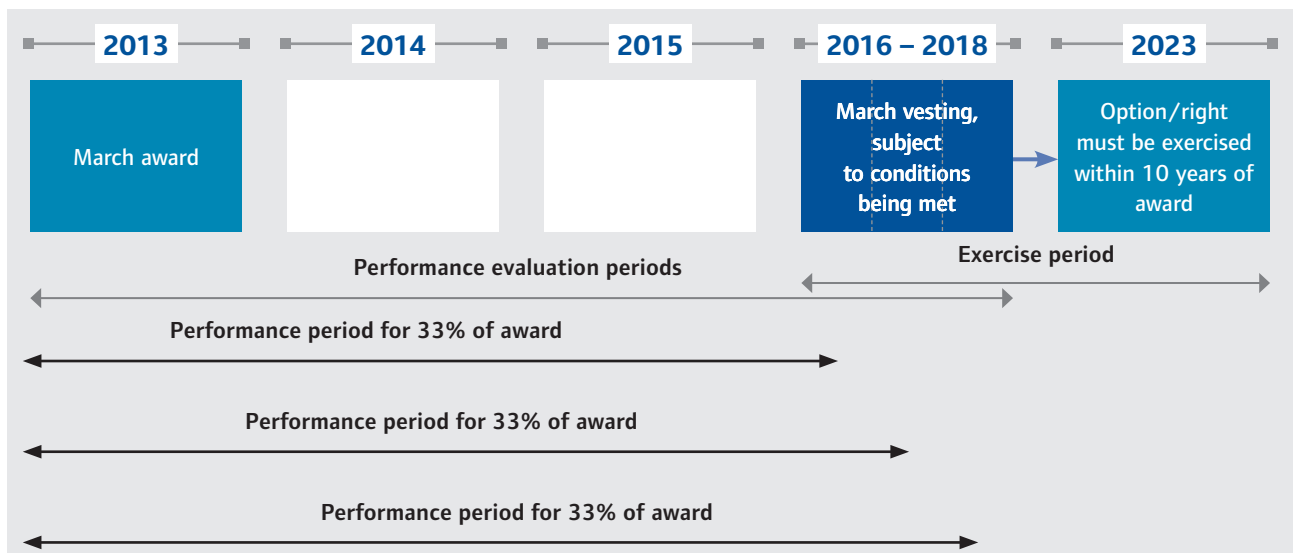 2013
2014
2015
2016 – 2018
2023
March award
March vesting,
subject
to conditions
being met
Option/right
must be exercised
within 10 years of
award
Performance evaluation periods
Exercise period
Performance period for 33% of award
Performance period for 33% of award
Performance period for 33% of award